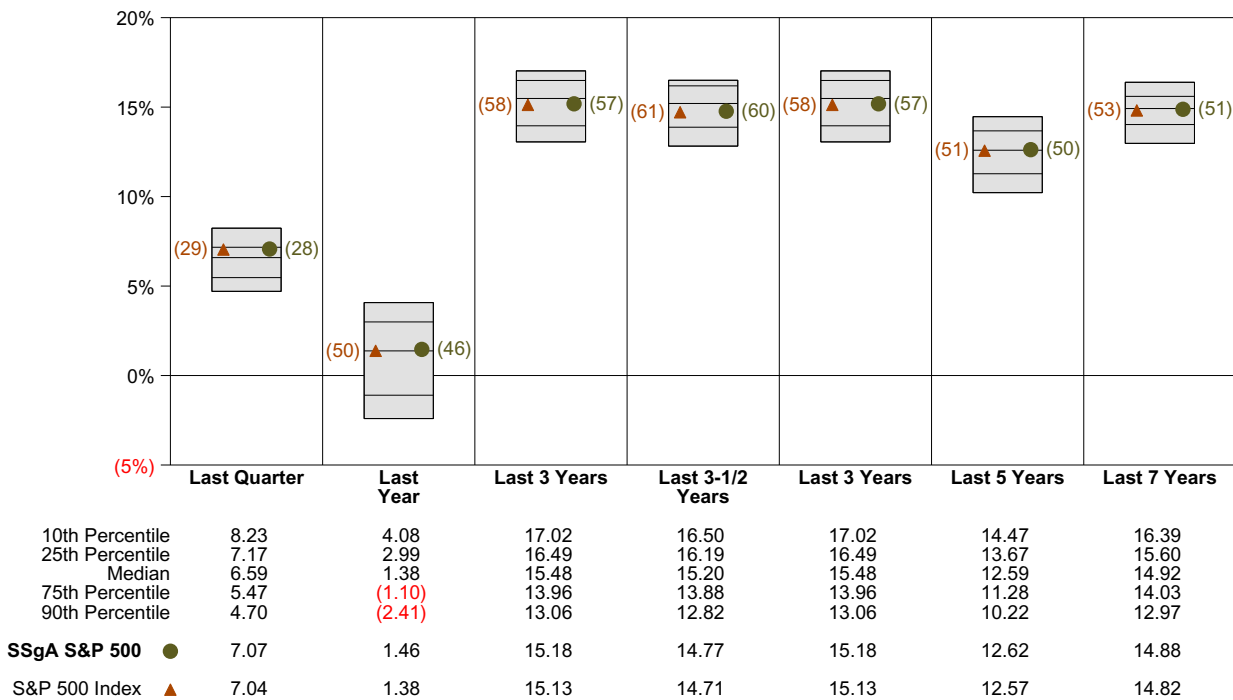 20%
15%
10%
5%
0%
(5%)
(29) (28)
(50) (46)
(58) (57)
(61) (60)
(58) (57)
(51) (50)
(53) (51)
Last Quarter Last Year Last 3 Years Last 3-1/2 Years Last 3 Years Last 5 Years Last 7 Years
10th Percentile 8.23 4.08 17.02 16.50 17.02 14.47 16.39
25th Percentile 7.17 2.99 16.49 16.19 16.49 13.67 15.60
Median 6.59 1.38 15.48 15.20 15.48 12.59 14.92
75th Percentile 5.47 (1.10) 13.96 13.88 13.96 11.28 14.03
90th Percentile 4.70 (2.41) 13.06 12.82 13.06 10.22 12.97
SSgA S&P 500 7.07 1.46 15.18 14.77 15.18 12.62 14.88
S&P 500 Index 7.04 1.38 15.13 14.71 15.13 12.57 14.82